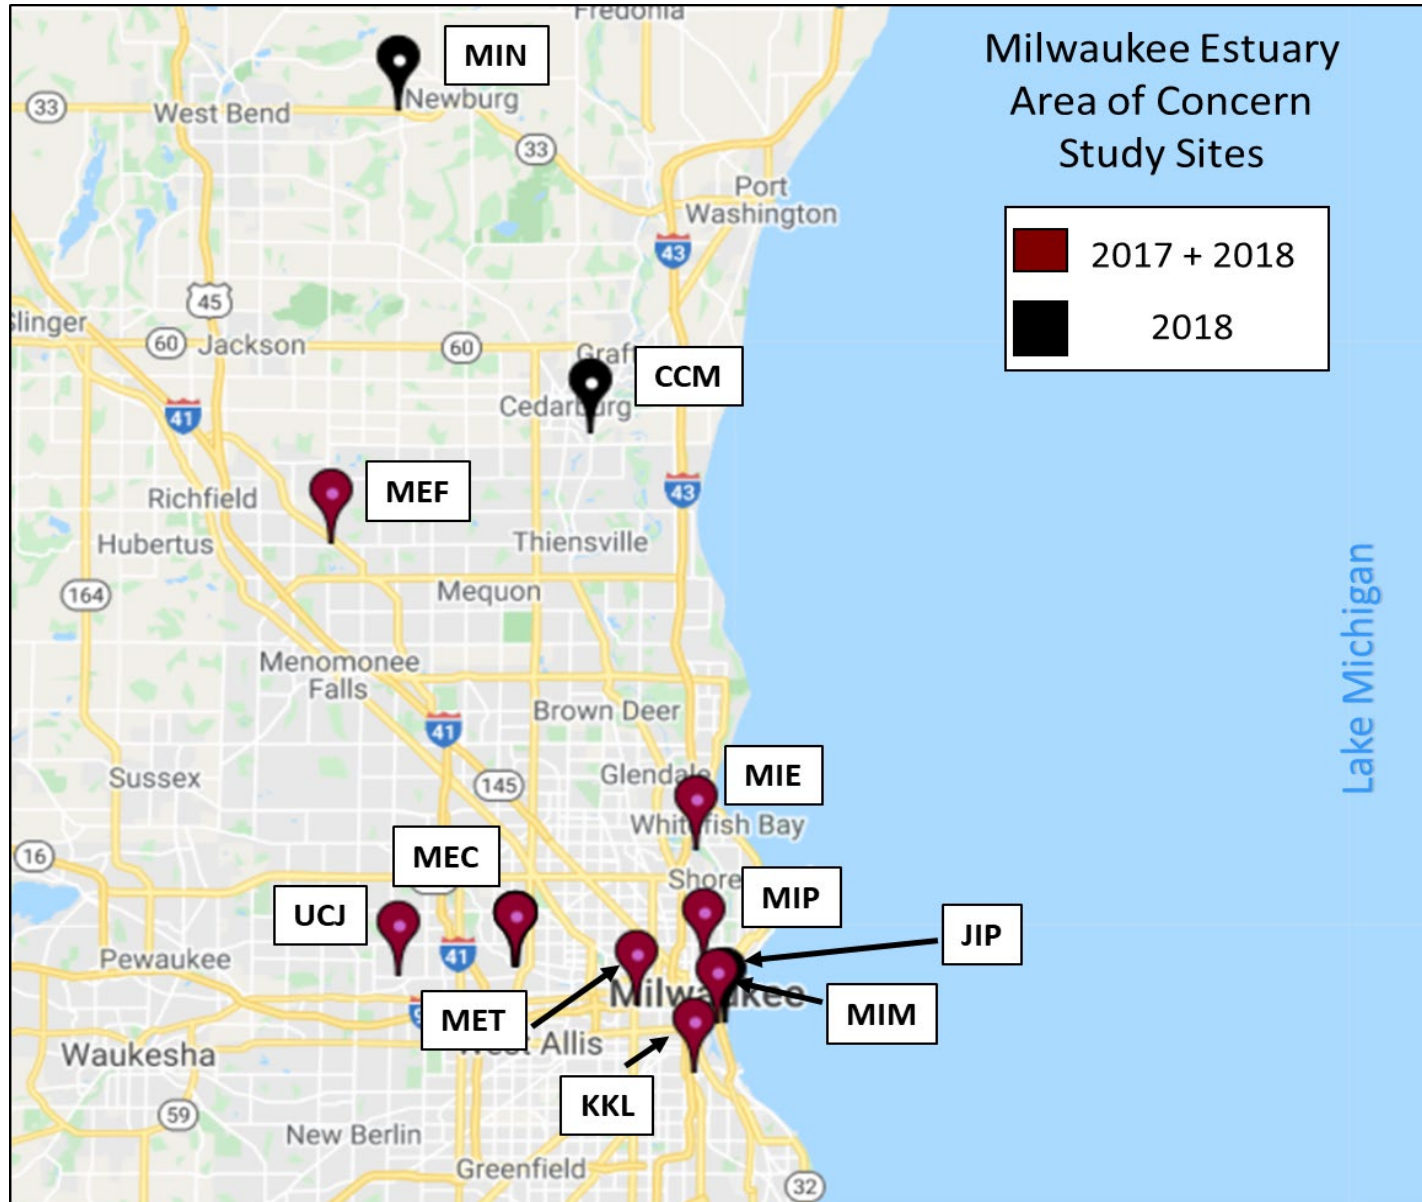 Fredonia
MIN
Milwaukee Estuary
Area of Concern
Study Sites
33
West Bend
Newburg
33
Port
Washington
2017 + 2018
43
45
2018
Slinger
60
Jackson
60
Graf
CCM
Cedarburg
41
MEF
43
Richfield
Hubertus
Thiensville
164
Mequon
Lake Michigan
Menomonee
Falls
Brown Deer
41
Sussex
145
Glendale
MIE
Whitefish Bay
16
MEC
Shore
MIP
UCJ
JIP
Pewaukee
41
Milwaukee
MIM
9
MET
West Allis
Waukesha
KKL
59
New Berlin
Greenfield
32